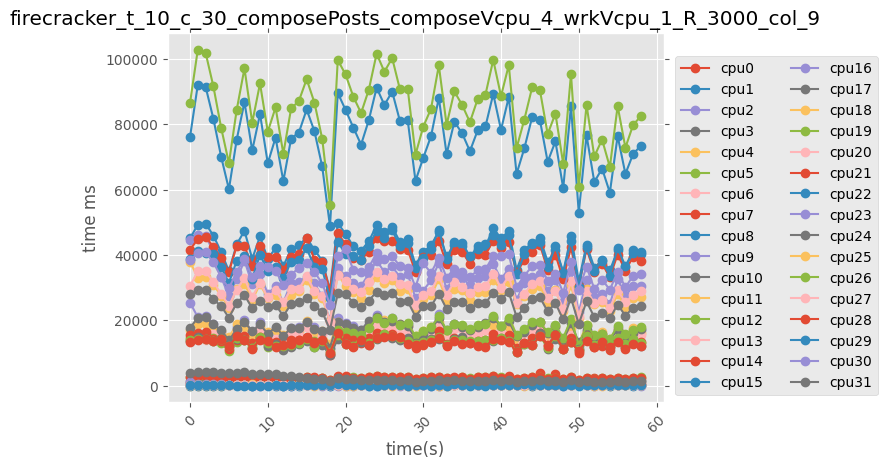 firecracker_t_10_c_30_composePosts_composeVcpu_4_wrkVcpu_1_R_3000_col_9
time ms
100000
80000
60000
40000
20000
0
0
10
20
30
40
50
60
time(s)
cpu0
cpu1
cpu2
cpu3
cpu4
cpu5
cpu6
cpu7
cpu8
cpu9
cpu10
cpu11
cpu12
cpu13
cpu14
cpu15
cpu16
cpu17
cpu18
cpu19
cpu20
cpu21
cpu22
cpu23
cpu24
cpu25
cpu26
cpu27
cpu28
cpu29
cpu30
cpu31